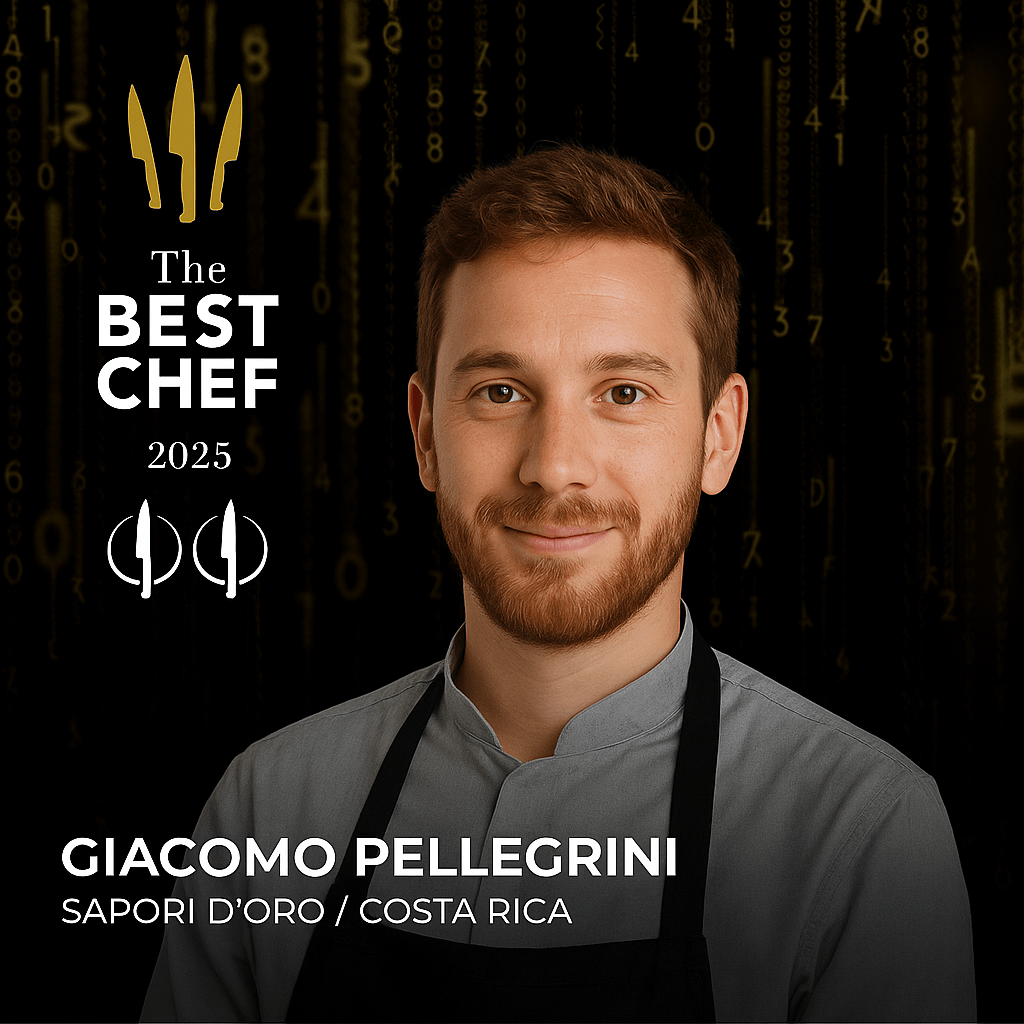 The
BEST
CHEF
2025
GIACOMO PELLEGRINI
SAPORI D'ORO / COSTA RICA